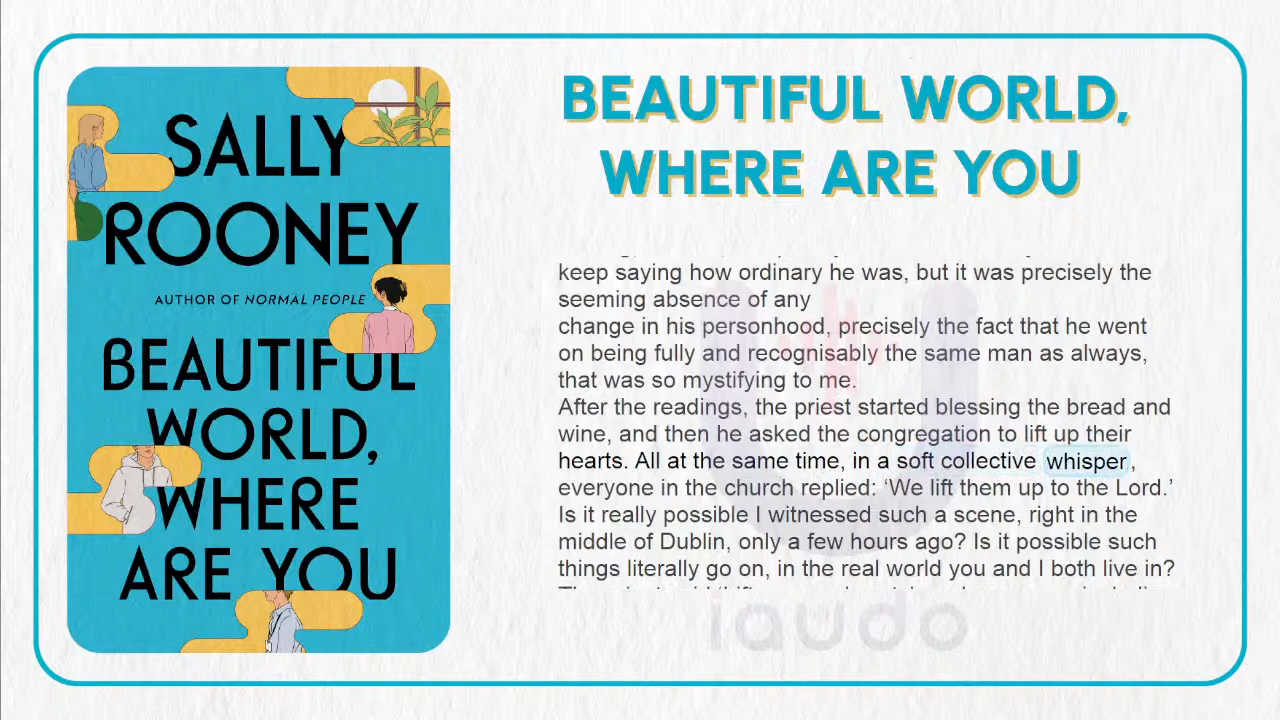 SALLY
ROONEY
AUTHOR OF NORMAL PEOPLE
BEAUTIFUL
WORLD,
WHERE
ARE YOU
BEAUTIFUL WORLD,
WHERE ARE YOU
keep saying how ordinary he was, but it was precisely the
seeming absence of any
change in his personhood, precisely the fact that he went
on being fully and recognisably the same man as always,
that was so mystifying to me.
After the readings, the priest started blessing the bread and
wine, and then he asked the congregation to lift up their
hearts. All at the same time, in a soft collective whisper,
everyone in the church replied: ‘We lift them up to the Lord.’
Is it really possible I witnessed such a scene, right in the
middle of Dublin, only a few hours ago? Is it possible such
things literally go on, in the real world you and I both live in?
iaudo